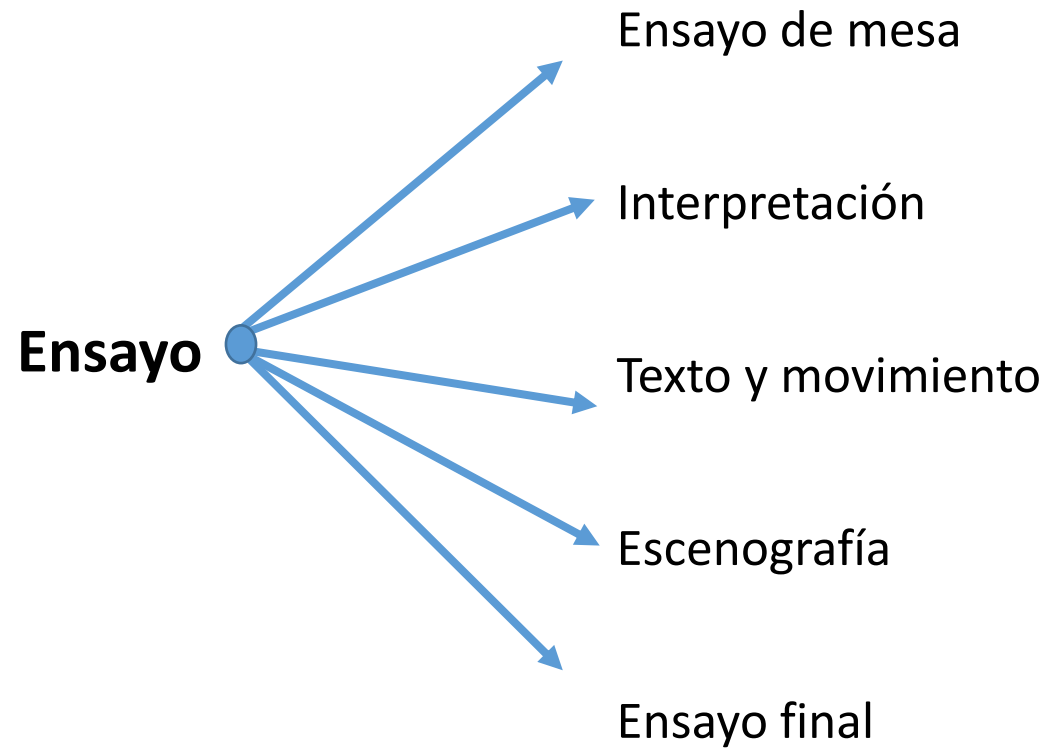 Ensayo de mesa
Interpretación
Ensayo
Texto y movimiento
Escenografía
Ensayo final